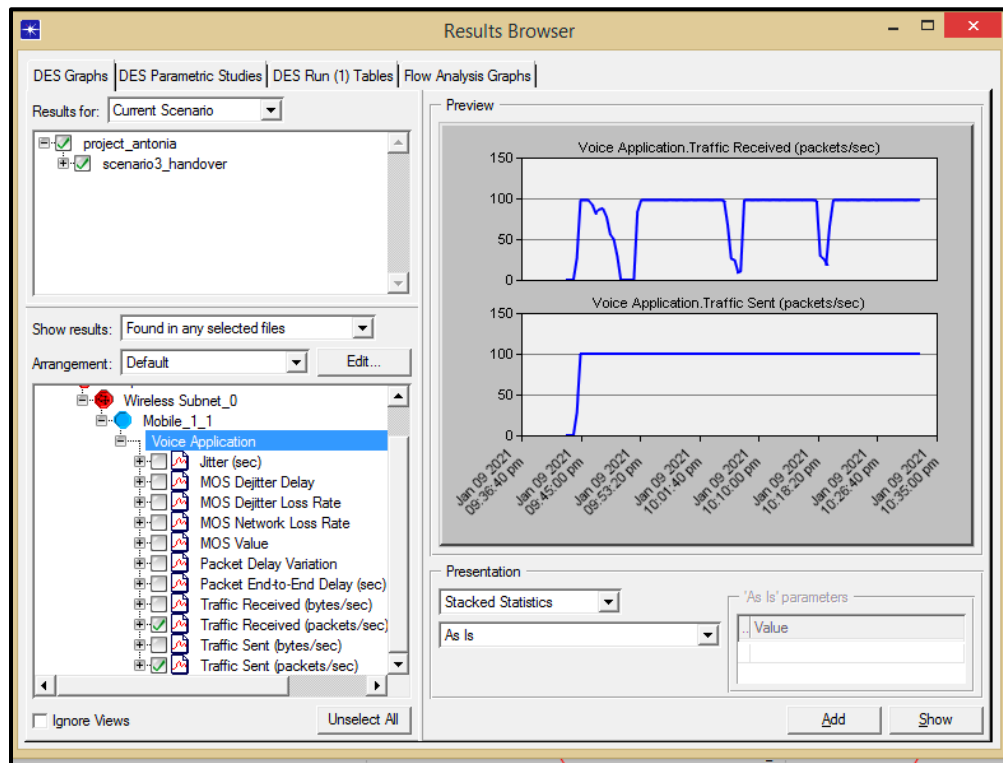 Results Browser
DES Graphs DES Parametric Studies DES Run (1) Tables Flow Analysis Graphs
Results for: Current Scenario
project_antonia
scenario3_handover
Show results: Found in any selected files
Arrangement: Default Edit...
Wireless Subnet_0
Mobile_1_1
Voice Application
Jitter (sec)
MOS Dejitter Delay
MOS Dejitter Loss Rate
MOS Network Loss Rate
MOS Value
Packet Delay Variation
Packet End-to-End Delay (sec)
Traffic Received (bytes/sec)
Traffic Received (packets/sec)
Traffic Sent (bytes/sec)
Traffic Sent (packets/sec)
Ignore Views Unselect All
Preview
Voice Application.Traffic Received (packets/sec)
150
100
50
0
Voice Application.Traffic Sent (packets/sec)
150
100
50
0
Jan 09 2021
09:36:40 pm
Jan 09 2021
09:45:00 pm
Jan 09 2021
09:53:20 pm
Jan 09 2021
10:01:40 pm
Jan 09 2021
10:10:00 pm
Jan 09 2021
10:18:20 pm
Jan 09 2021
10:26:40 pm
Jan 09 2021
10:35:00 pm
Presentation
Stacked Statistics
As Is
'As Is' parameters
.. Value
Add Show